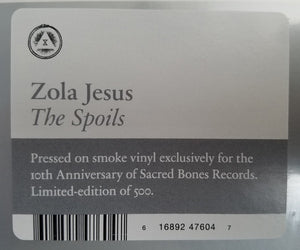 Zola Jesus
The Spoils
Pressed on smoke vinyl exclusively for the
10th Anniversary of Sacred Bones Records.
Limited-edition of 500.
6 16892 47604 7